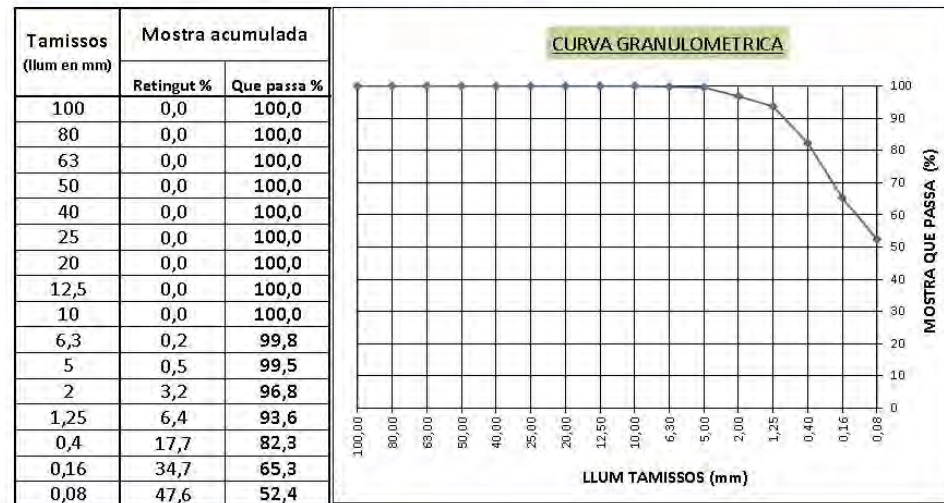 Tamissos Mostra acumulada
(llum en mm)
Retingut % Que passa %
100 0,0 100,0
80 0,0 100,0
63 0,0 100,0
50 0,0 100,0
40 0,0 100,0
25 0,0 100,0
20 0,0 100,0
12,5 0,0 100,0
10 0,0 100,0
6,3 0,2 99,8
5 0,5 99,5
2 3,2 96,8
1,25 6,4 93,6
0,4 17,7 82,3
0,16 34,7 65,3
0,08 47,6 52,4
CURVA GRANULOMETRICA
100
90
80
70
60
50
40
30
20
10
0
MOSTRA QUE PASSA (%)
100,00 80,00 63,00 50,00 40,00 25,00 20,00 12,50 10,00 6,30 5,00 2,00 1,25 0,40 0,16 0,08
LLUM TAMISSOS (mm)